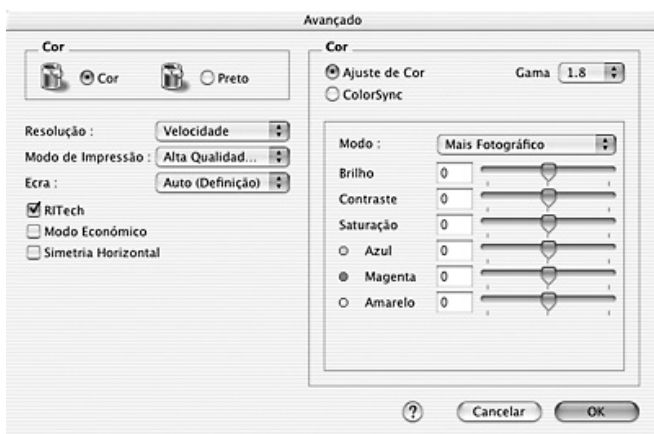 Avançado
Cor
Cor
Preto
Resolução :
Velocidade
Modo de Impressão :
Alta Qualidad...
Ecra :
Auto (Definição)
RITech
Modo Económico
Simetria Horizontal
Cor
Ajuste de Cor
Gama
1.8
ColorSync
Modo :
Mais Fotográfico
Brilho
0
Contraste
0
Saturação
0
Azul
0
Magenta
0
Amarelo
0
?
Cancelar
OK